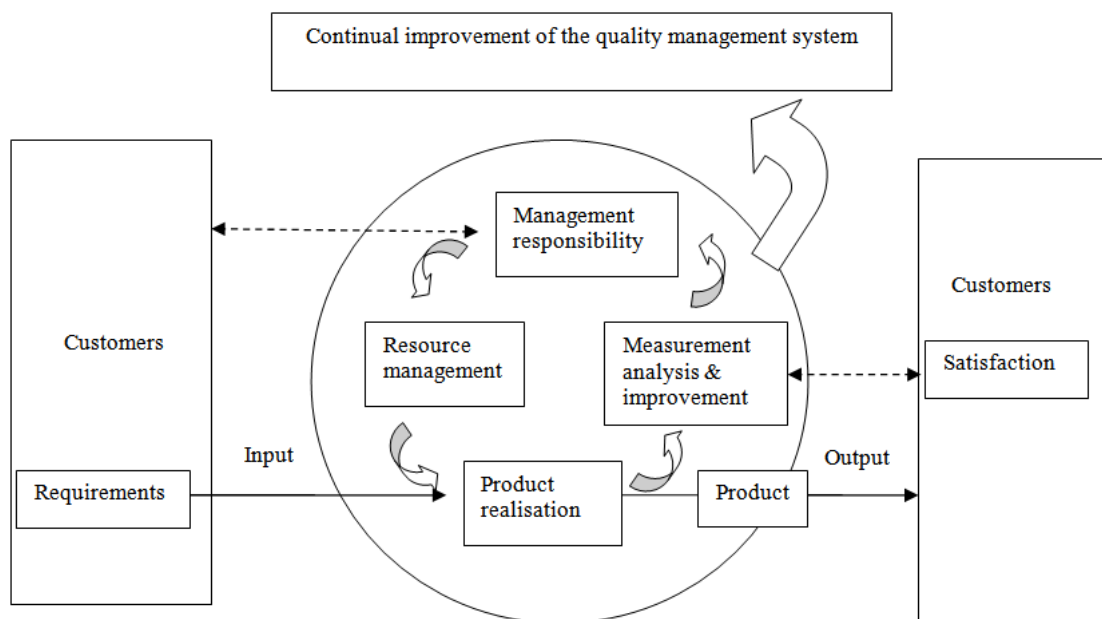 Continual improvement of the quality management system
Management
responsibility
Customers
Customers
Resource
management
Measurement
analysis &
improvement
Satisfaction
Input
Output
Requirements
Product
realisation
Product